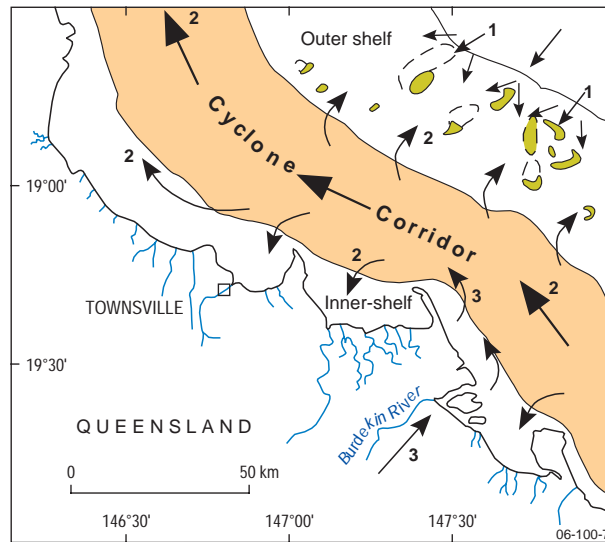 2
Outer shelf
1
1
Cyclone
2
2
19°00'
Corridor
2
2
3
TOWNSVILLE
Inner-shelf
19°30'
QUEENSLAND
Burdekin River
3
0
50 km
146°30'
147°00'
147°30'
06-100-7